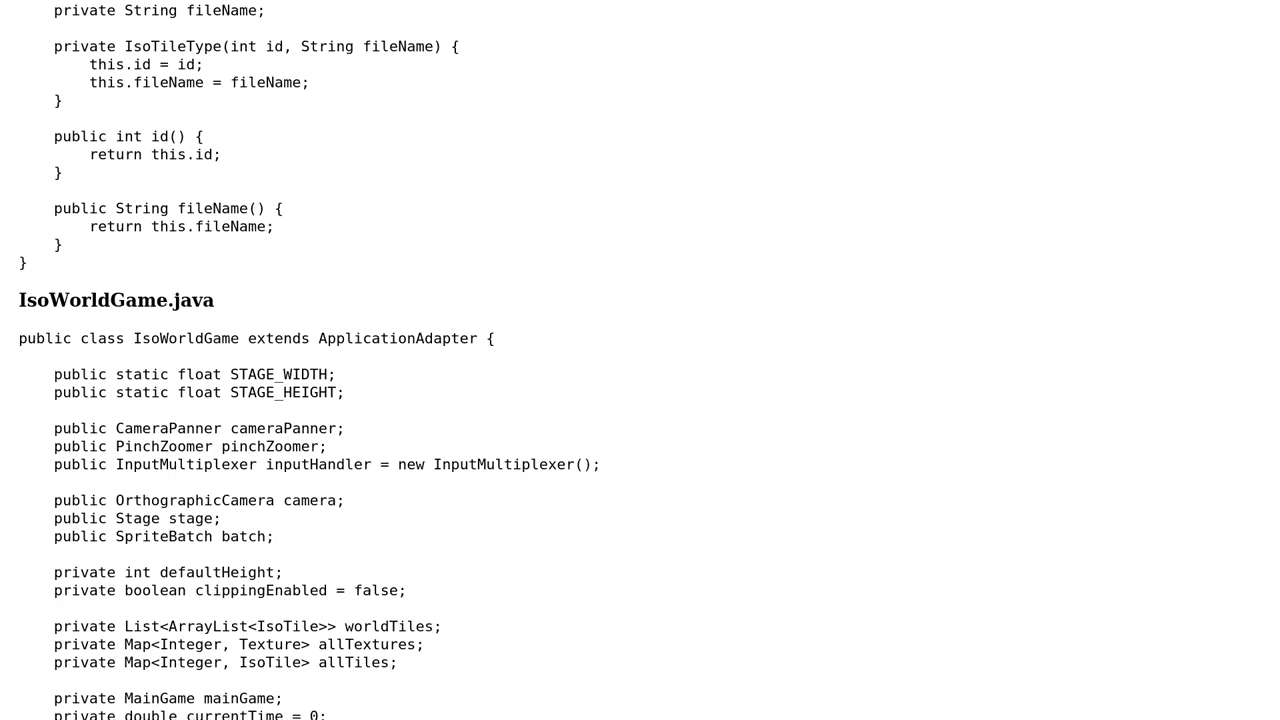 private String fileName;

    private IsoTileType(int id, String fileName) {
        this.id = id;
        this.fileName = fileName;
    }

    public int id() {
        return this.id;
    }

    public String fileName() {
        return this.fileName;
    }
}
IsoWorldGame.java
public class IsoWorldGame extends ApplicationAdapter {

    public static float STAGE_WIDTH;
    public static float STAGE_HEIGHT;

    public CameraPanner cameraPanner;
    public PinchZoomer pinchZoomer;
    public InputMultiplexer inputHandler = new InputMultiplexer();

    public OrthographicCamera camera;
    public Stage stage;
    public SpriteBatch batch;

    private int defaultHeight;
    private boolean clippingEnabled = false;

    private List<ArrayList<IsoTile>> worldTiles;
    private Map<Integer, Texture> allTextures;
    private Map<Integer, IsoTile> allTiles;

    private MainGame mainGame;
    private double currentTime = 0;